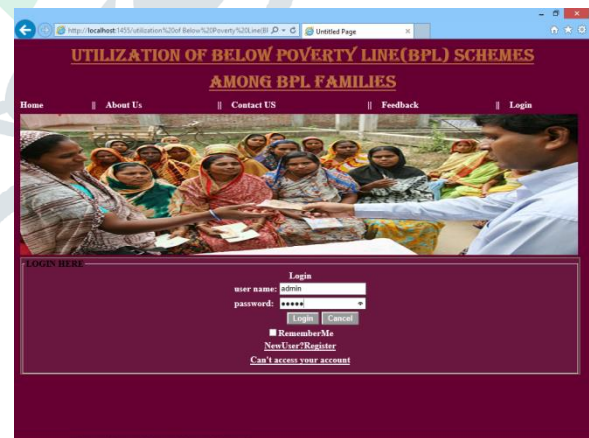 http://localhost:1455/utilization%20of Below%20Poverty%20Line(Bl
Untitled Page
UTILIZATION OF BELOW POVERTY LINE(BPL) SCHEMES
AMONG BPL FAMILIES
Home || About Us || Contact US || Feedback || Login
LOGIN HERE
Login
user name: admin
password: •••••
Login Cancel
RememberMe
NewUser?Register
Can't access your account